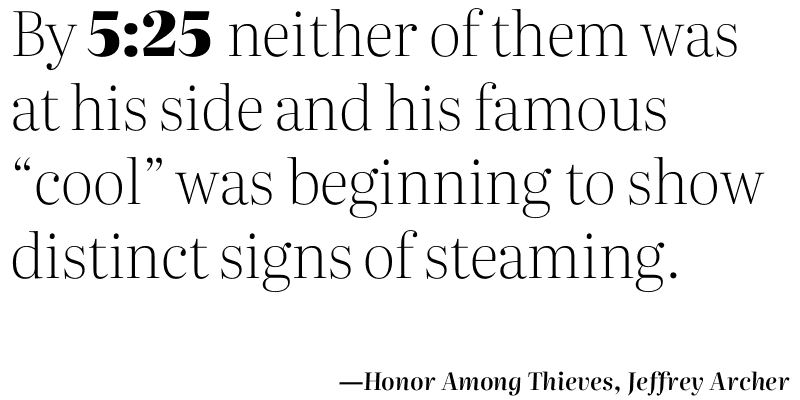 By 5:25 neither of them was
at his side and his famous
“cool” was beginning to show
distinct signs of steaming.
—Honor Among Thieves, Jeffrey Archer